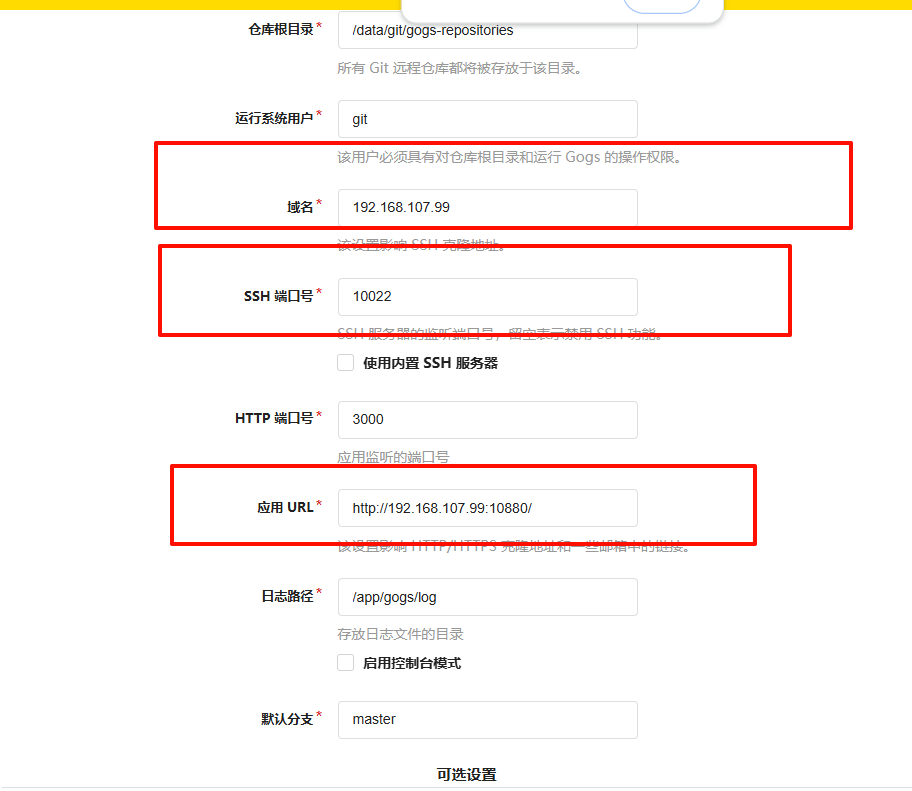 仓库根目录*
/data/git/gogs-repositories
所有 Git 远程仓库都将被存放于该目录。
运行系统用户*
git
该用户必须具有对仓库根目录和运行 Gogs 的操作权限。
域名*
192.168.107.99
该设置影响 SSH 克隆地址。
SSH 端口号*
10022
SSH 服务器的监听端口号，留空表示禁用 SSH 功能。
使用内置 SSH 服务器
HTTP 端口号*
3000
应用监听的端口号
应用 URL*
http://192.168.107.99:10880/
该设置影响 HTTP/HTTPS 克隆地址和一些邮箱中的链接。
日志路径*
/app/gogs/log
存放日志文件的目录
启用控制台模式
默认分支*
master
可选设置